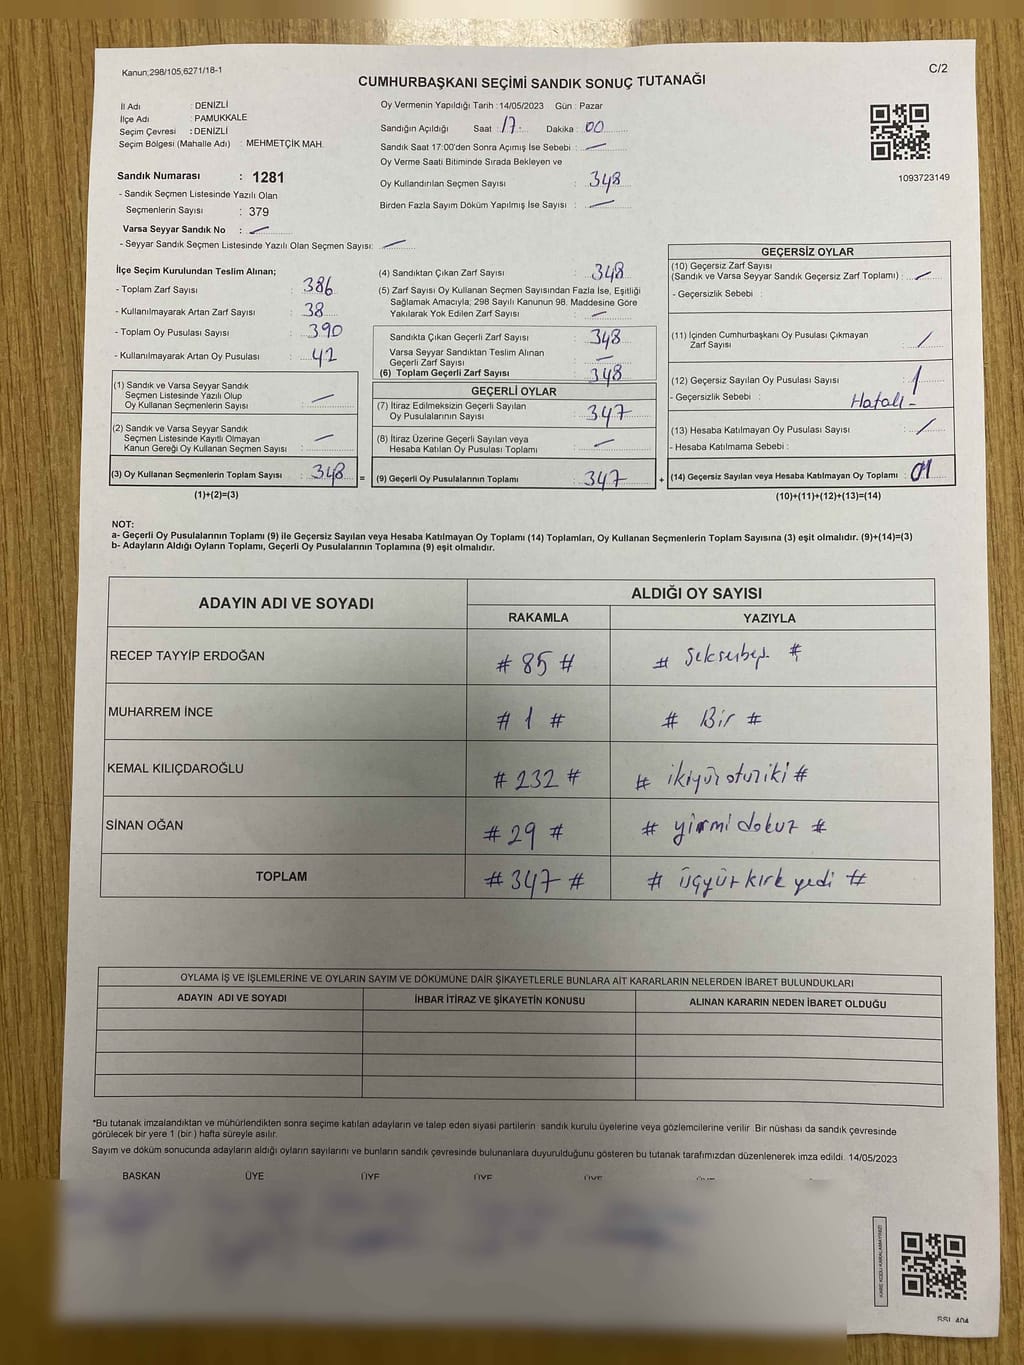 Kanun;298/105,6271/18-1
C/2
CUMHURBAŞKANI SEÇİMİ SANDIK SONUÇ TUTANAĞI
İl Adı : DENİZLİ
İlçe Adı : PAMUKKALE
Seçim Çevresi : DENİZLİ
Seçim Bölgesi (Mahalle Adı) : MEHMETÇİK MAH.
Sandık Numarası : 1281
- Sandık Seçmen Listesinde Yazılı Olan
Seçmenlerin Sayısı : 379
Varsa Seyyar Sandık No : —
- Seyyar Sandık Seçmen Listesinde Yazılı Olan Seçmen Sayısı: —
Oy Vermenin Yapıldığı Tarih : 14/05/2023 Gün : Pazar
Sandığın Açıldığı Saat : 17 Dakika : 00
Sandık Saat 17:00'den Sonra Açımış İse Sebebi : —
Oy Verme Saati Bitiminde Sırada Bekleyen ve
Oy Kullandırılan Seçmen Sayısı : 348
Birden Fazla Sayım Döküm Yapılmış İse Sayısı : —
1093723149
İlçe Seçim Kurulundan Teslim Alınan;
- Toplam Zarf Sayısı : 386
- Kullanılmayarak Artan Zarf Sayısı : 38
- Toplam Oy Pusulası Sayısı : 390
- Kullanılmayarak Artan Oy Pusulası : 42
(1) Sandık ve Varsa Seyyar Sandık
Seçmen Listesinde Yazılı Olup
Oy Kullanan Seçmenlerin Sayısı : —
(2) Sandık ve Varsa Seyyar Sandık
Seçmen Listesinde Kayıtlı Olmayan
Kanun Gereği Oy Kullanan Seçmen Sayısı : —
(3) Oy Kullanan Seçmenlerin Toplam Sayısı : 348 =
(1)+(2)=(3)
(4) Sandıktan Çıkan Zarf Sayısı : 348
(5) Zarf Sayısı Oy Kullanan Seçmen Sayısından Fazla İse, Eşitliği
Sağlamak Amacıyla; 298 Sayılı Kanunun 98. Maddesine Göre
Yakılarak Yok Edilen Zarf Sayısı : —
Sandıkta Çıkan Geçerli Zarf Sayısı : 348
Varsa Seyyar Sandıktan Teslim Alınan
Geçerli Zarf Sayısı : —
(6) Toplam Geçerli Zarf Sayısı : 348
GEÇERLİ OYLAR
(7) İtiraz Edilmeksizin Geçerli Sayılan
Oy Pusulalarının Sayısı : 347
(8) İtiraz Üzerine Geçerli Sayılan veya
Hesaba Katılan Oy Pusulası Toplamı : —
(9) Geçerli Oy Pusulalarının Toplamı : 347 +
GEÇERSİZ OYLAR
(10) Geçersiz Zarf Sayısı
(Sandık ve Varsa Seyyar Sandık Geçersiz Zarf Toplamı) : —
- Geçersizlik Sebebi :
(11) İçinden Cumhurbaşkanı Oy Pusulası Çıkmayan
Zarf Sayısı : /
(12) Geçersiz Sayılan Oy Pusulası Sayısı : 1
- Geçersizlik Sebebi : Hatalı -
(13) Hesaba Katılmayan Oy Pusulası Sayısı : /
- Hesaba Katılmama Sebebi :
(14) Geçersiz Sayılan veya Hesaba Katılmayan Oy Toplamı : 01
(10)+(11)+(12)+(13)=(14)
NOT:
a- Geçerli Oy Pusulalarının Toplamı (9) ile Geçersiz Sayılan veya Hesaba Katılmayan Oy Toplamı (14) Toplamları, Oy Kullanan Seçmenlerin Toplam Sayısına (3) eşit olmalıdır. (9)+(14)=(3)
b- Adayların Aldığı Oyların Toplamı, Geçerli Oy Pusulalarının Toplamına (9) eşit olmalıdır.
ADAYIN ADI VE SOYADI
ALDIĞI OY SAYISI
RAKAMLA YAZIYLA
RECEP TAYYİP ERDOĞAN # 85 # # Seksenbeş #
MUHARREM İNCE # 1 # # Bir #
KEMAL KILIÇDAROĞLU # 232 # # ikiyüzotuziki #
SİNAN OĞAN # 29 # # yirmi dokuz #
TOPLAM # 347 # # üçyüz kırk yedi #
OYLAMA İŞ VE İŞLEMLERİNE VE OYLARIN SAYIM VE DÖKÜMÜNE DAİR ŞİKAYETLERLE BUNLARA AİT KARARLARIN NELERDEN İBARET BULUNDUKLARI
ADAYIN ADI VE SOYADI İHBAR İTİRAZ VE ŞİKAYETİN KONUSU ALINAN KARARIN NEDEN İBARET OLDUĞU
*Bu tutanak imzalandıktan ve mühürlendikten sonra seçime katılan adayların ve talep eden siyasi partilerin sandık kurulu üyelerine veya gözlemcilerine verilir. Bir nüshası da sandık çevresinde
görülecek bir yere 1 (bir ) hafta süreyle asılır.
Sayım ve döküm sonucunda adayların aldığı oyların sayılarını ve bunların sandık çevresinde bulunanlara duyurulduğunu gösteren bu tutanak tarafımızdan düzenlenerek imza edildi. 14/05/2023
BAŞKAN ÜYE ÜYE ÜYE ÜYE
KARE KODU KARALAMAYINIZ!